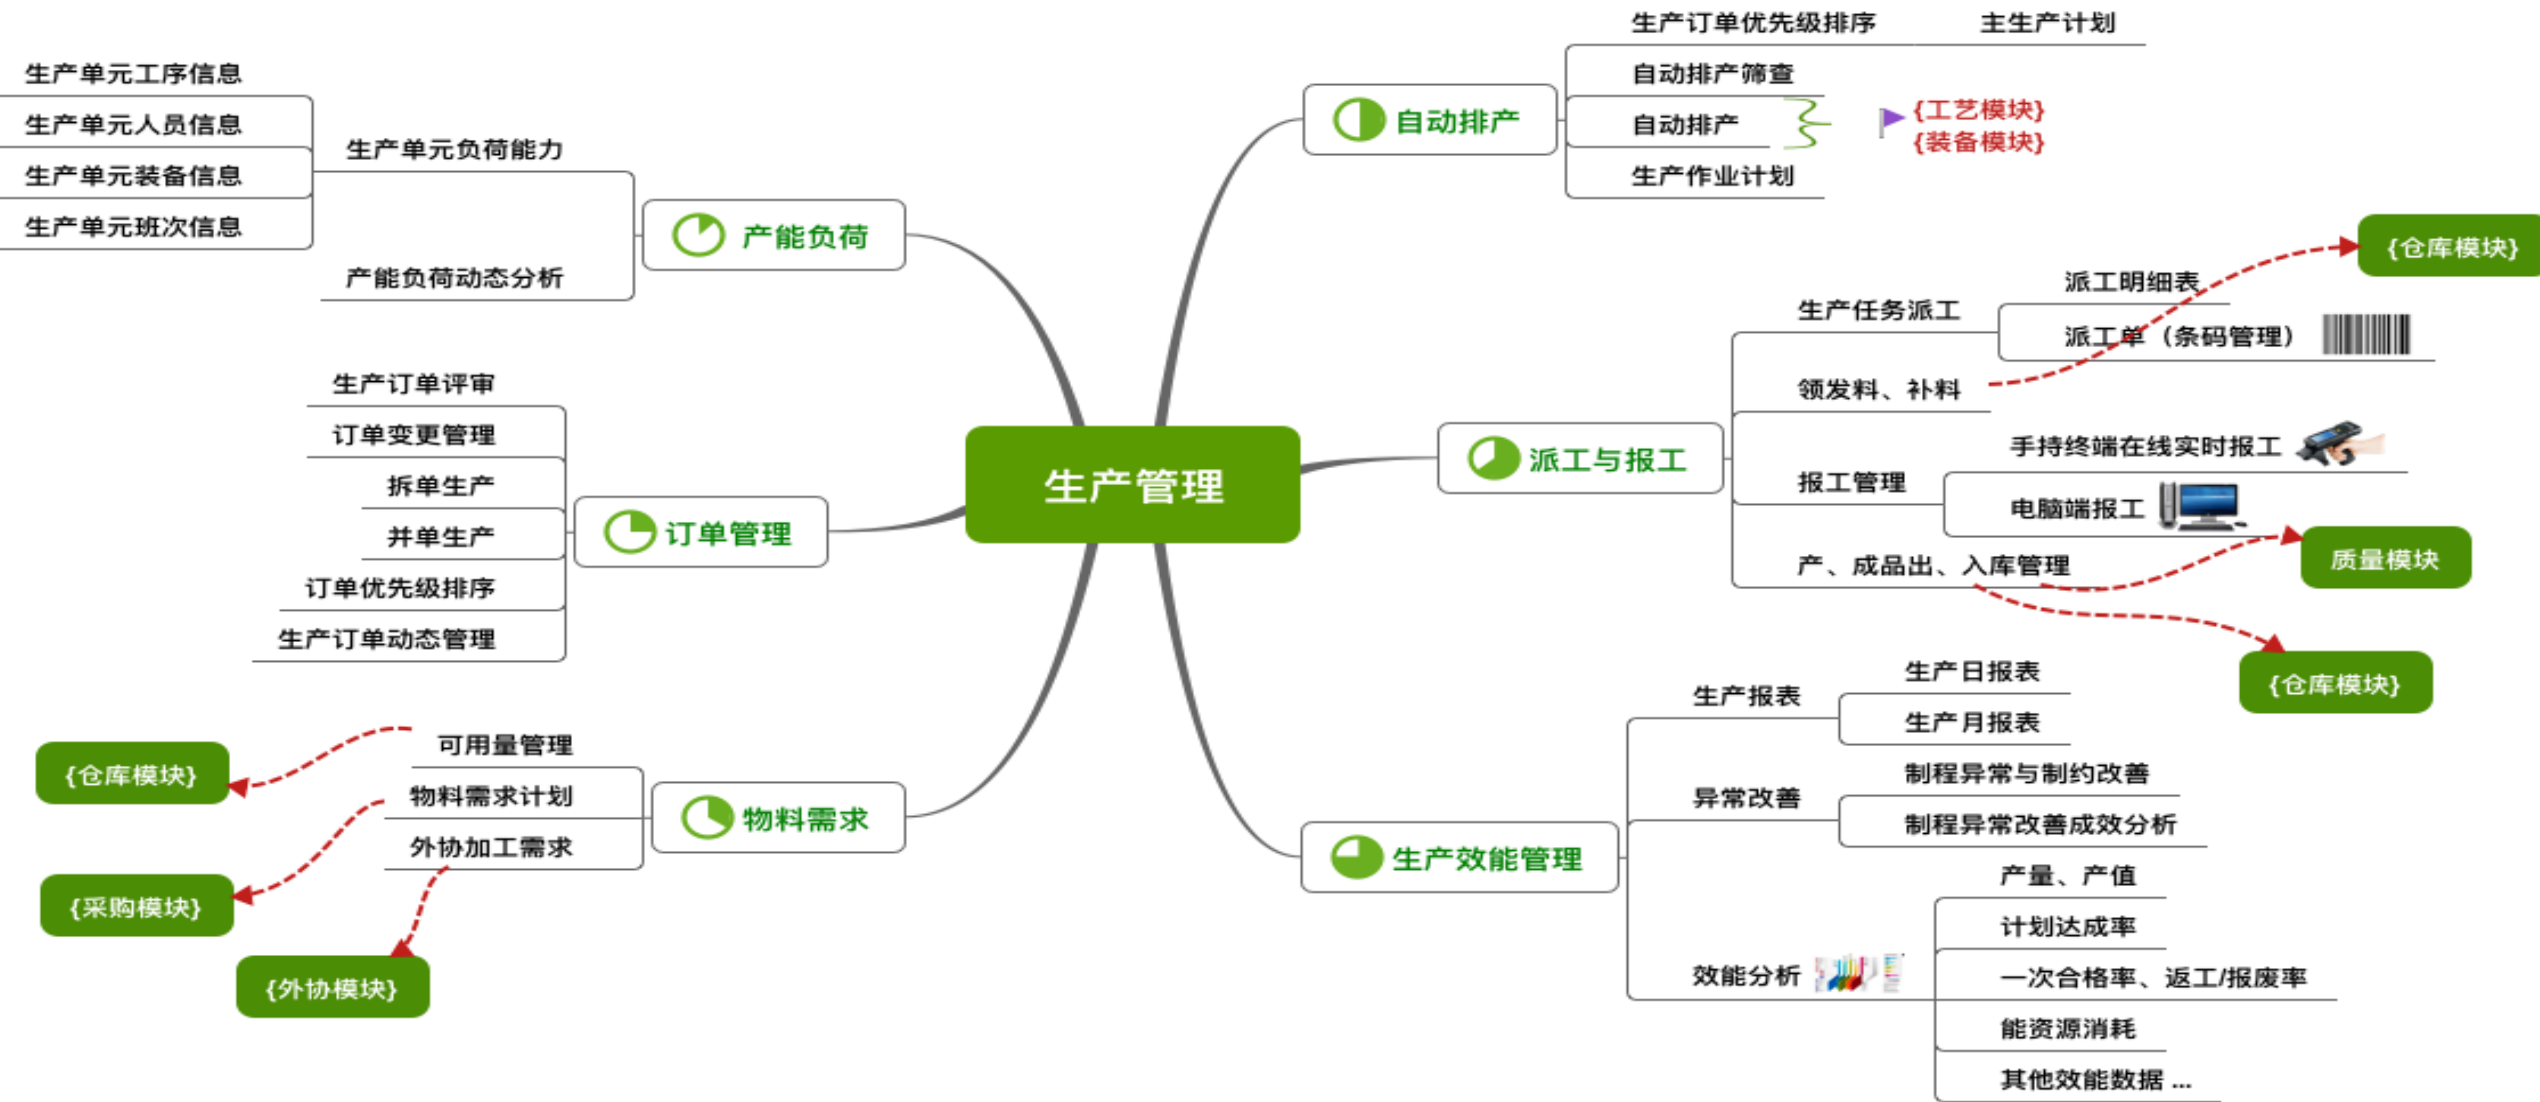 生产管理
产能负荷
生产单元负荷能力
生产单元工序信息
生产单元人员信息
生产单元装备信息
生产单元班次信息
产能负荷动态分析
订单管理
生产订单评审
订单变更管理
拆单生产
并单生产
订单优先级排序
生产订单动态管理
物料需求
可用量管理
{仓库模块}
物料需求计划
{采购模块}
外协加工需求
{外协模块}
自动排产
生产订单优先级排序
主生产计划
自动排产筛查
自动排产
{工艺模块}
{装备模块}
生产作业计划
派工与报工
生产任务派工
派工明细表
派工单（条码管理）
领发料、补料
{仓库模块}
报工管理
手持终端在线实时报工
电脑端报工
产、成品出、入库管理
质量模块
{仓库模块}
生产效能管理
生产报表
生产日报表
生产月报表
异常改善
制程异常与制约改善
制程异常改善成效分析
效能分析
产量、产值
计划达成率
一次合格率、返工/报废率
能资源消耗
其他效能数据 ...